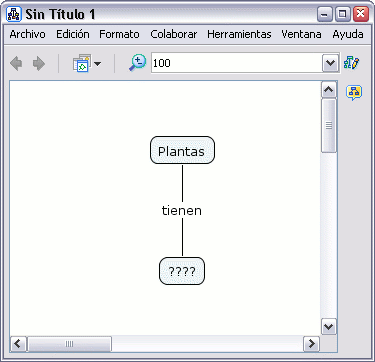 Sin Título 1
Archivo Edición Formato Colaborar Herramientas Ventana Ayuda
100
Plantas
tienen
????